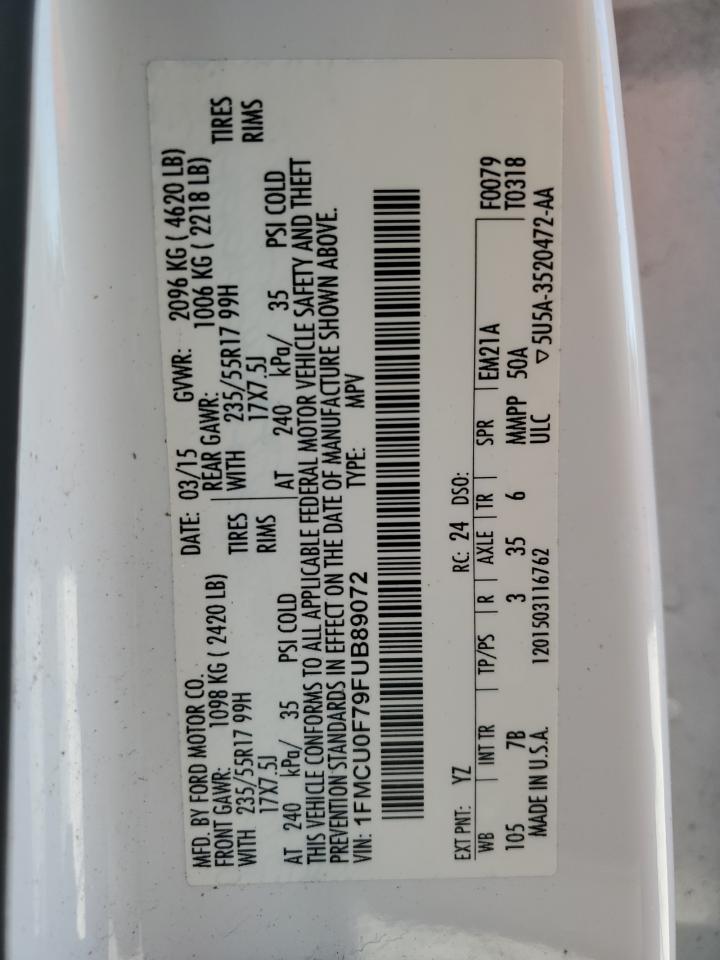 MFD. BY FORD MOTOR CO. DATE: 03/15 GVWR: 2096 KG ( 4620 LB)
FRONT GAWR: 1098 KG ( 2420 LB) REAR GAWR: 1006 KG ( 2218 LB)
WITH 235/55R17 99H TIRES WITH 235/55R17 99H TIRES
17X7.5J RIMS 17X7.5J RIMS
AT 240 kPa/ 35 PSI COLD AT 240 kPa/ 35 PSI COLD
THIS VEHICLE CONFORMS TO ALL APPLICABLE FEDERAL MOTOR VEHICLE SAFETY AND THEFT
PREVENTION STANDARDS IN EFFECT ON THE DATE OF MANUFACTURE SHOWN ABOVE.
VIN: 1FMCU0F79FUB89072 TYPE: MPV
EXT PNT: YZ RC: 24 DSO:
WB INT TR TP/PS R AXLE TR SPR EM21A F0079
105 7B 3 35 6 MMPP 50A T0318
MADE IN U.S.A. 1201503116762 ULC ▽5U5A-3520472-AA